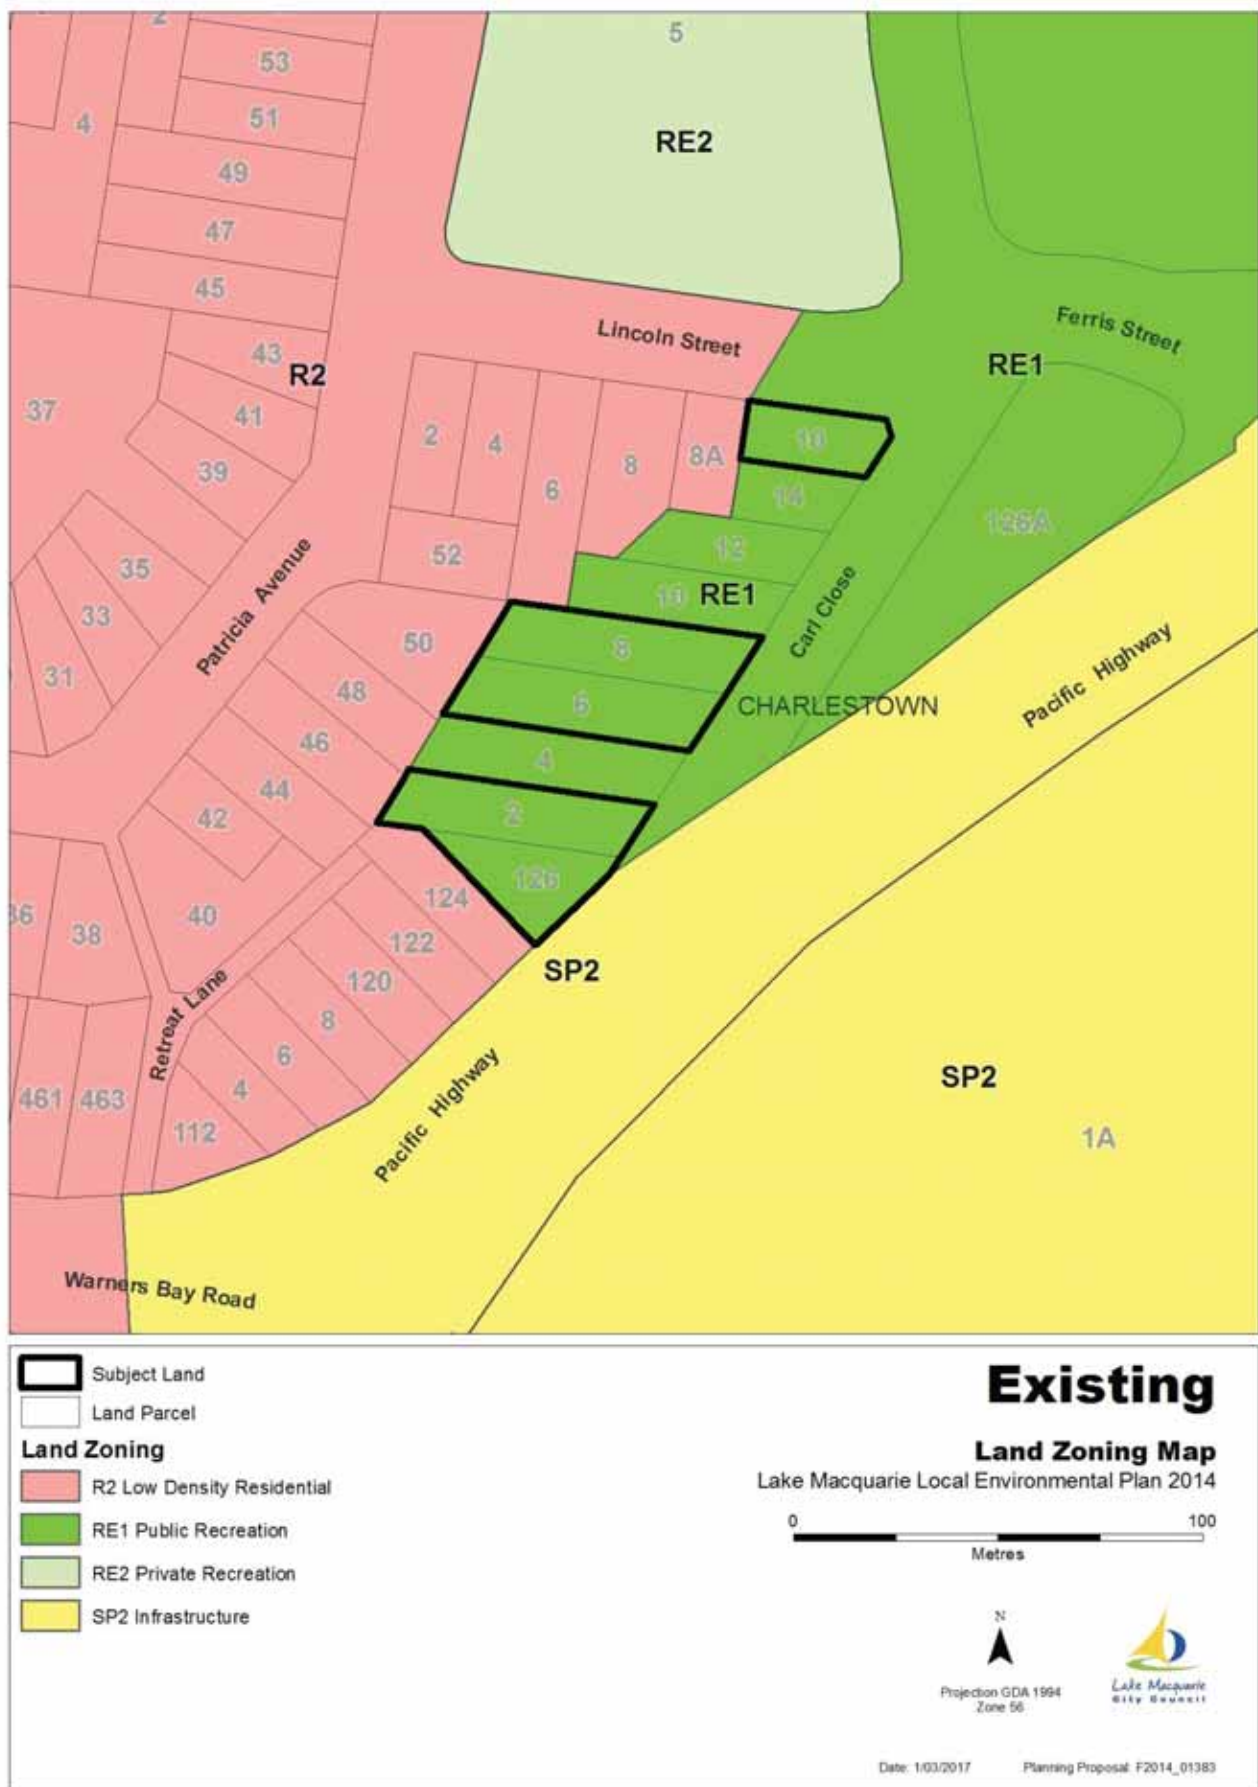 2
5
53
4
51
RE2
49
47
45
Ferris Street
Lincoln Street
43
R2
RE1
37
41
10
2
4
8
8A
39
6
14
126A
12
52
35
10
RE1
33
Patricia Avenue
Carl Close
50
8
31
48
6
CHARLESTOWN
Pacific Highway
46
4
44
42
2
126
124
40
36
38
122
SP2
120
Retreat Lane
8
6
SP2
4
461
463
Pacific Highway
112
1A
Warners Bay Road
Subject Land
Land Parcel
Land Zoning
R2 Low Density Residential
RE1 Public Recreation
RE2 Private Recreation
SP2 Infrastructure
Existing
Land Zoning Map
Lake Macquarie Local Environmental Plan 2014
0 100
Metres
N
Projection GDA 1994
Zone 56
Lake Macquarie
City Council
Date: 1/03/2017 Planning Proposal: F2014_01383